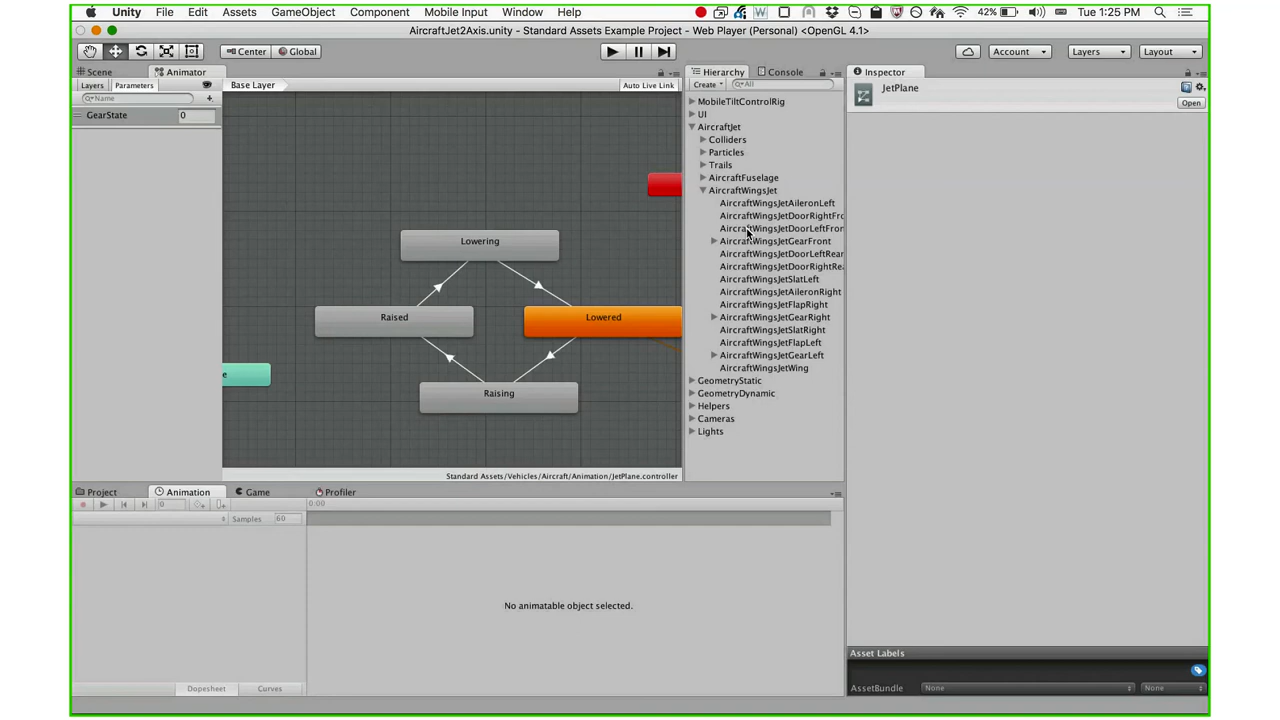 Unity File Edit Assets GameObject Component Mobile Input Window Help 42% Tue 1:25 PM
AircraftJet2Axis.unity - Standard Assets Example Project - Web Player (Personal) <OpenGL 4.1>
Center Global Account Layers Layout
Scene Animator Hierarchy Console Inspector
Layers Parameters Base Layer Auto Live Link Create All JetPlane
Name Open
GearState 0
MobileTiltControlRig
UI
AircraftJet
Colliders
Particles
Trails
AircraftFuselage
AircraftWingsJet
AircraftWingsJetAileronLeft
AircraftWingsJetDoorRightFro
AircraftWingsJetDoorLeftFron
AircraftWingsJetGearFront
AircraftWingsJetDoorLeftRear
AircraftWingsJetDoorRightRea
AircraftWingsJetSlatLeft
AircraftWingsJetAileronRight
AircraftWingsJetFlapRight
AircraftWingsJetGearRight
AircraftWingsJetSlatRight
AircraftWingsJetFlapLeft
AircraftWingsJetGearLeft
AircraftWingsJetWing
GeometryStatic
GeometryDynamic
Helpers
Cameras
Lights
Lowering
Raised Lowered
e
Raising
Standard Assets/Vehicles/Aircraft/Animation/JetPlane.controller
Project Animation Game Profiler
0 0:00
Samples 60
No animatable object selected.
Dopesheet Curves
Asset Labels
AssetBundle None None